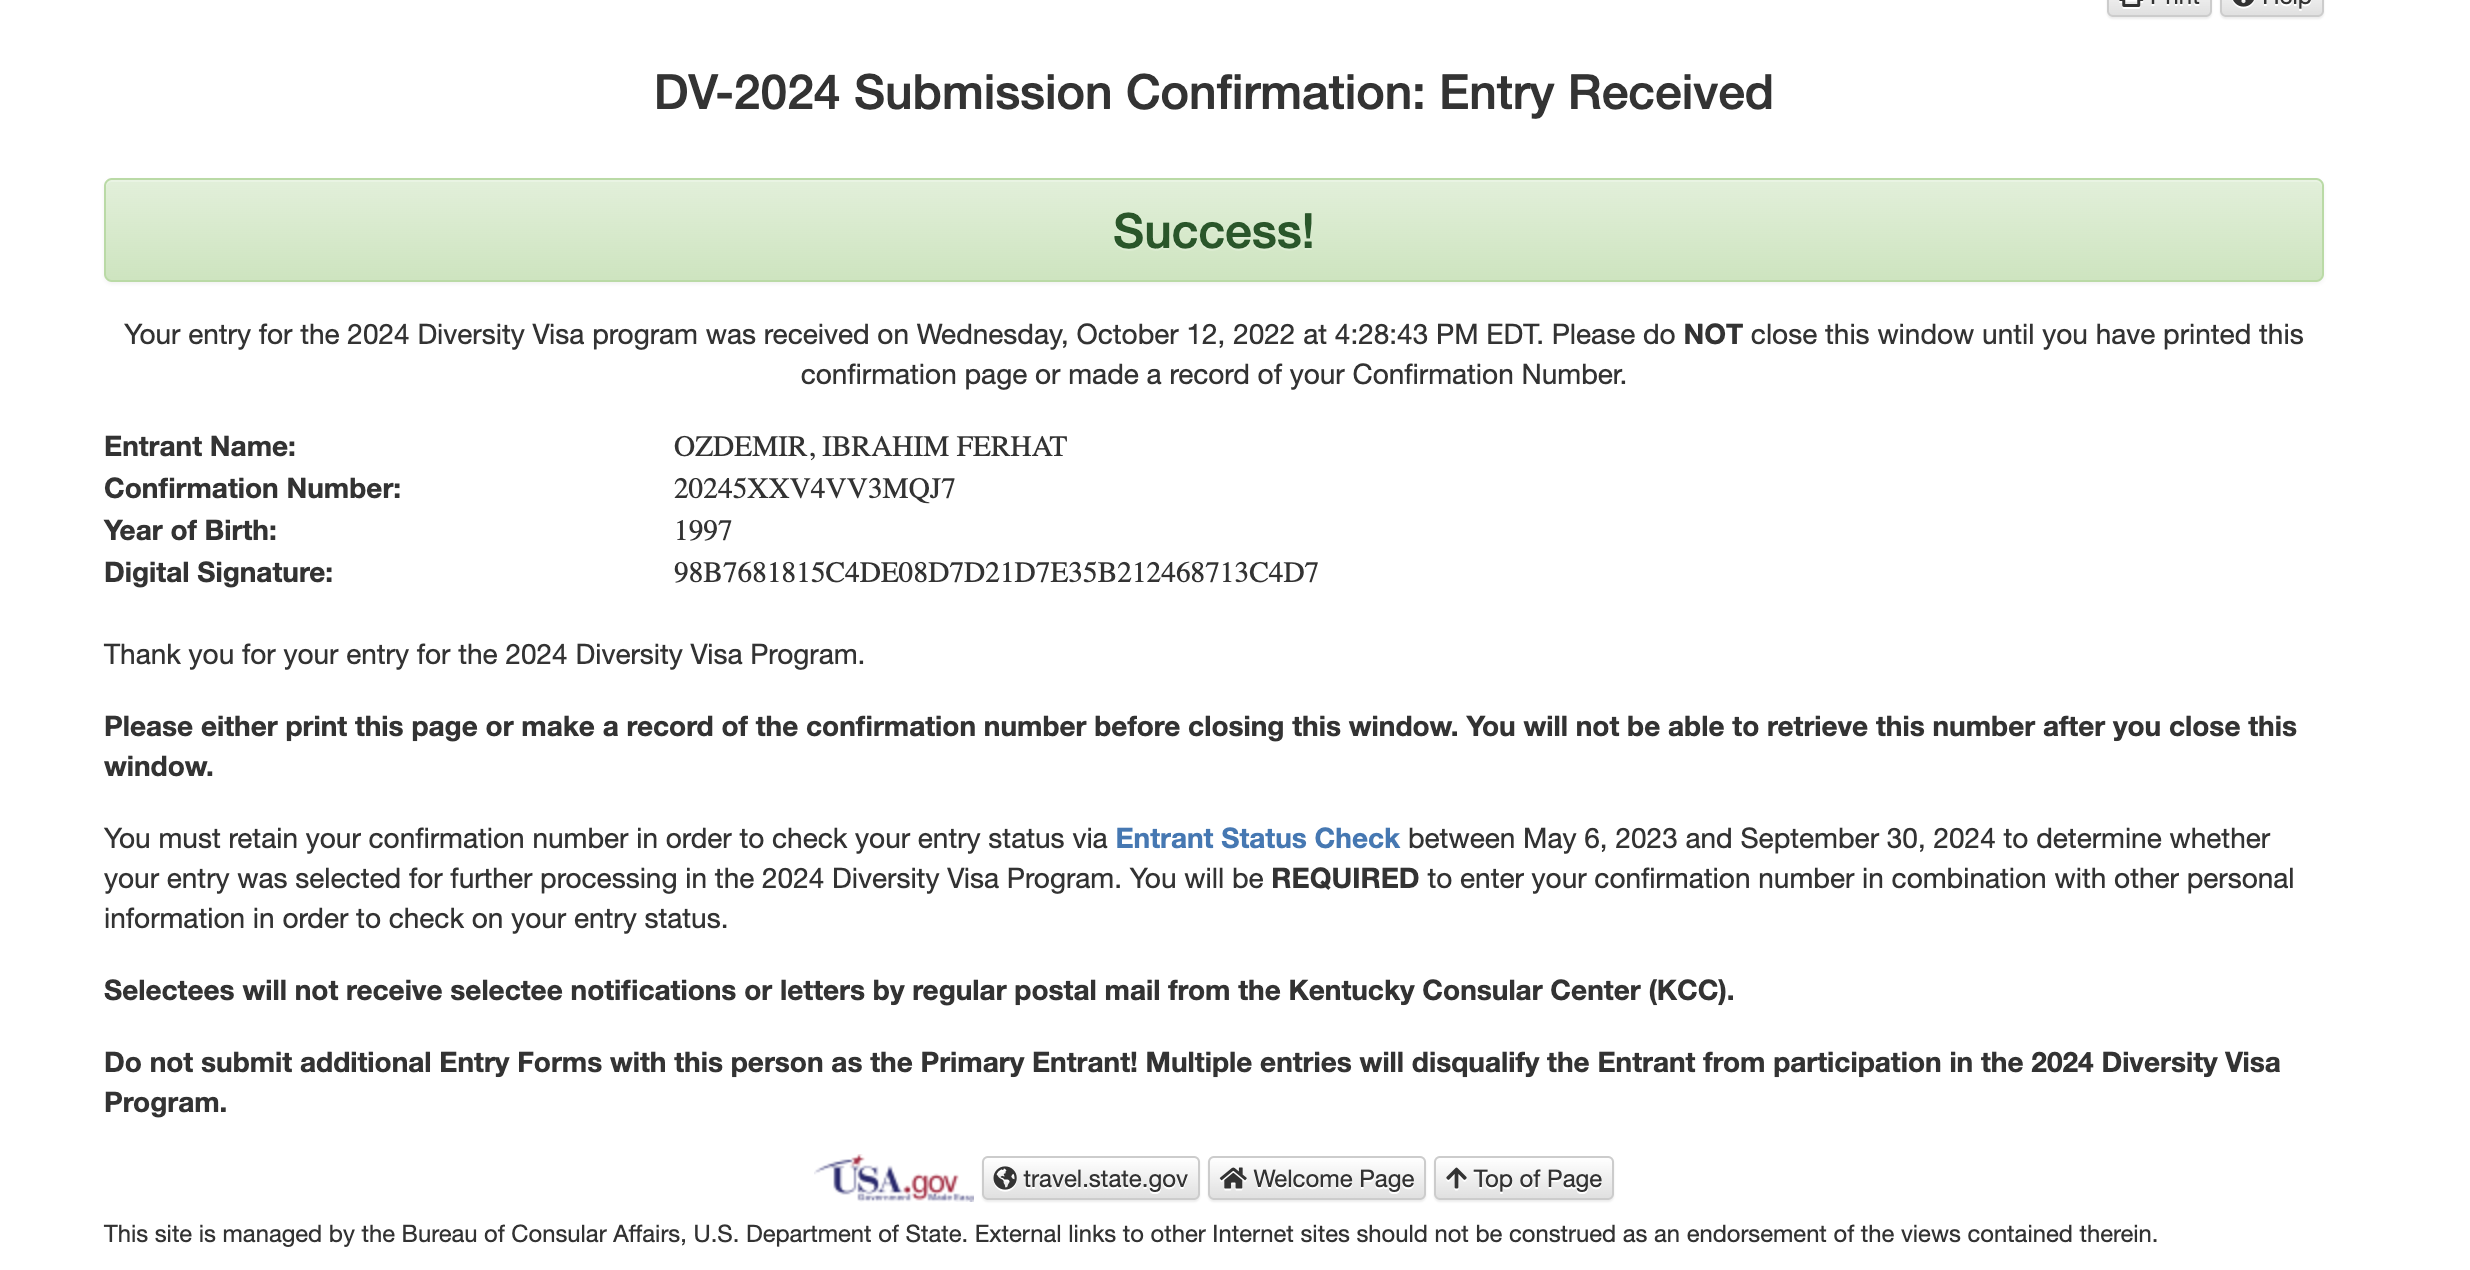 Print Help
DV-2024 Submission Confirmation: Entry Received
Success!
Your entry for the 2024 Diversity Visa program was received on Wednesday, October 12, 2022 at 4:28:43 PM EDT. Please do NOT close this window until you have printed this
confirmation page or made a record of your Confirmation Number.
Entrant Name: OZDEMIR, IBRAHIM FERHAT
Confirmation Number: 20245XXV4VV3MQJ7
Year of Birth: 1997
Digital Signature: 98B7681815C4DE08D7D21D7E35B212468713C4D7
Thank you for your entry for the 2024 Diversity Visa Program.
Please either print this page or make a record of the confirmation number before closing this window. You will not be able to retrieve this number after you close this
window.
You must retain your confirmation number in order to check your entry status via Entrant Status Check between May 6, 2023 and September 30, 2024 to determine whether
your entry was selected for further processing in the 2024 Diversity Visa Program. You will be REQUIRED to enter your confirmation number in combination with other personal
information in order to check on your entry status.
Selectees will not receive selectee notifications or letters by regular postal mail from the Kentucky Consular Center (KCC).
Do not submit additional Entry Forms with this person as the Primary Entrant! Multiple entries will disqualify the Entrant from participation in the 2024 Diversity Visa
Program.
USA.gov travel.state.gov Welcome Page Top of Page
Government Made Easy
This site is managed by the Bureau of Consular Affairs, U.S. Department of State. External links to other Internet sites should not be construed as an endorsement of the views contained therein.